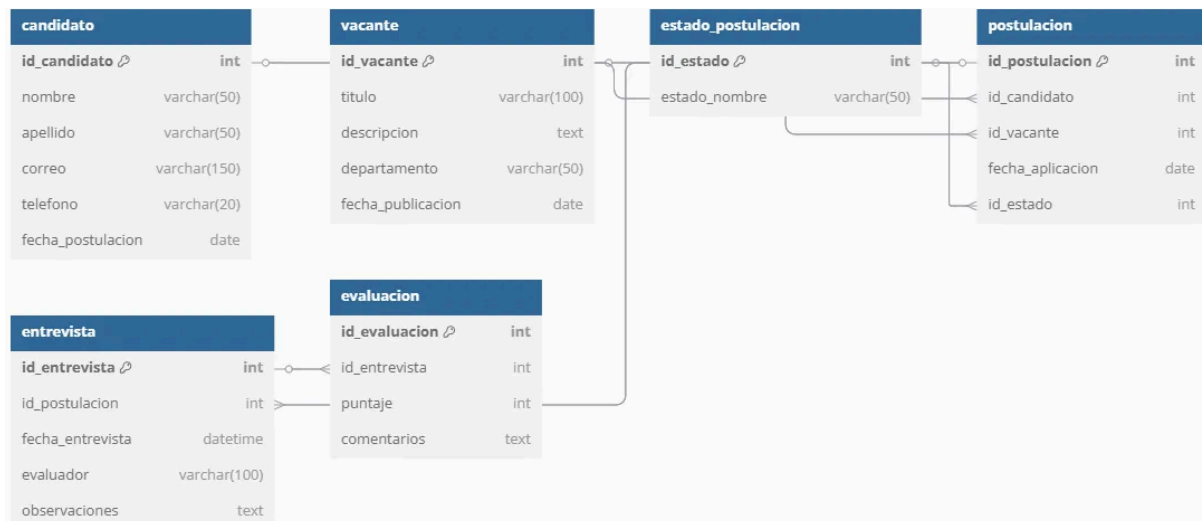 candidato
id_candidato int
nombre varchar(50)
apellido varchar(50)
correo varchar(150)
telefono varchar(20)
fecha_postulacion date
vacante
id_vacante int
titulo varchar(100)
descripcion text
departamento varchar(50)
fecha_publicacion date
estado_postulacion
id_estado int
estado_nombre varchar(50)
postulacion
id_postulacion int
id_candidato int
id_vacante int
fecha_aplicacion date
id_estado int
entrevista
id_entrevista int
id_postulacion int
fecha_entrevista datetime
evaluador varchar(100)
observaciones text
evaluacion
id_evaluacion int
id_entrevista int
puntaje int
comentarios text